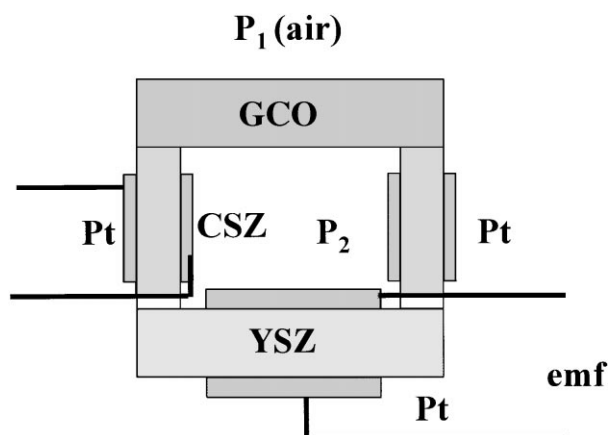 P₁ (air)
GCO
Pt
CSZ
P₂
Pt
YSZ
emf
Pt